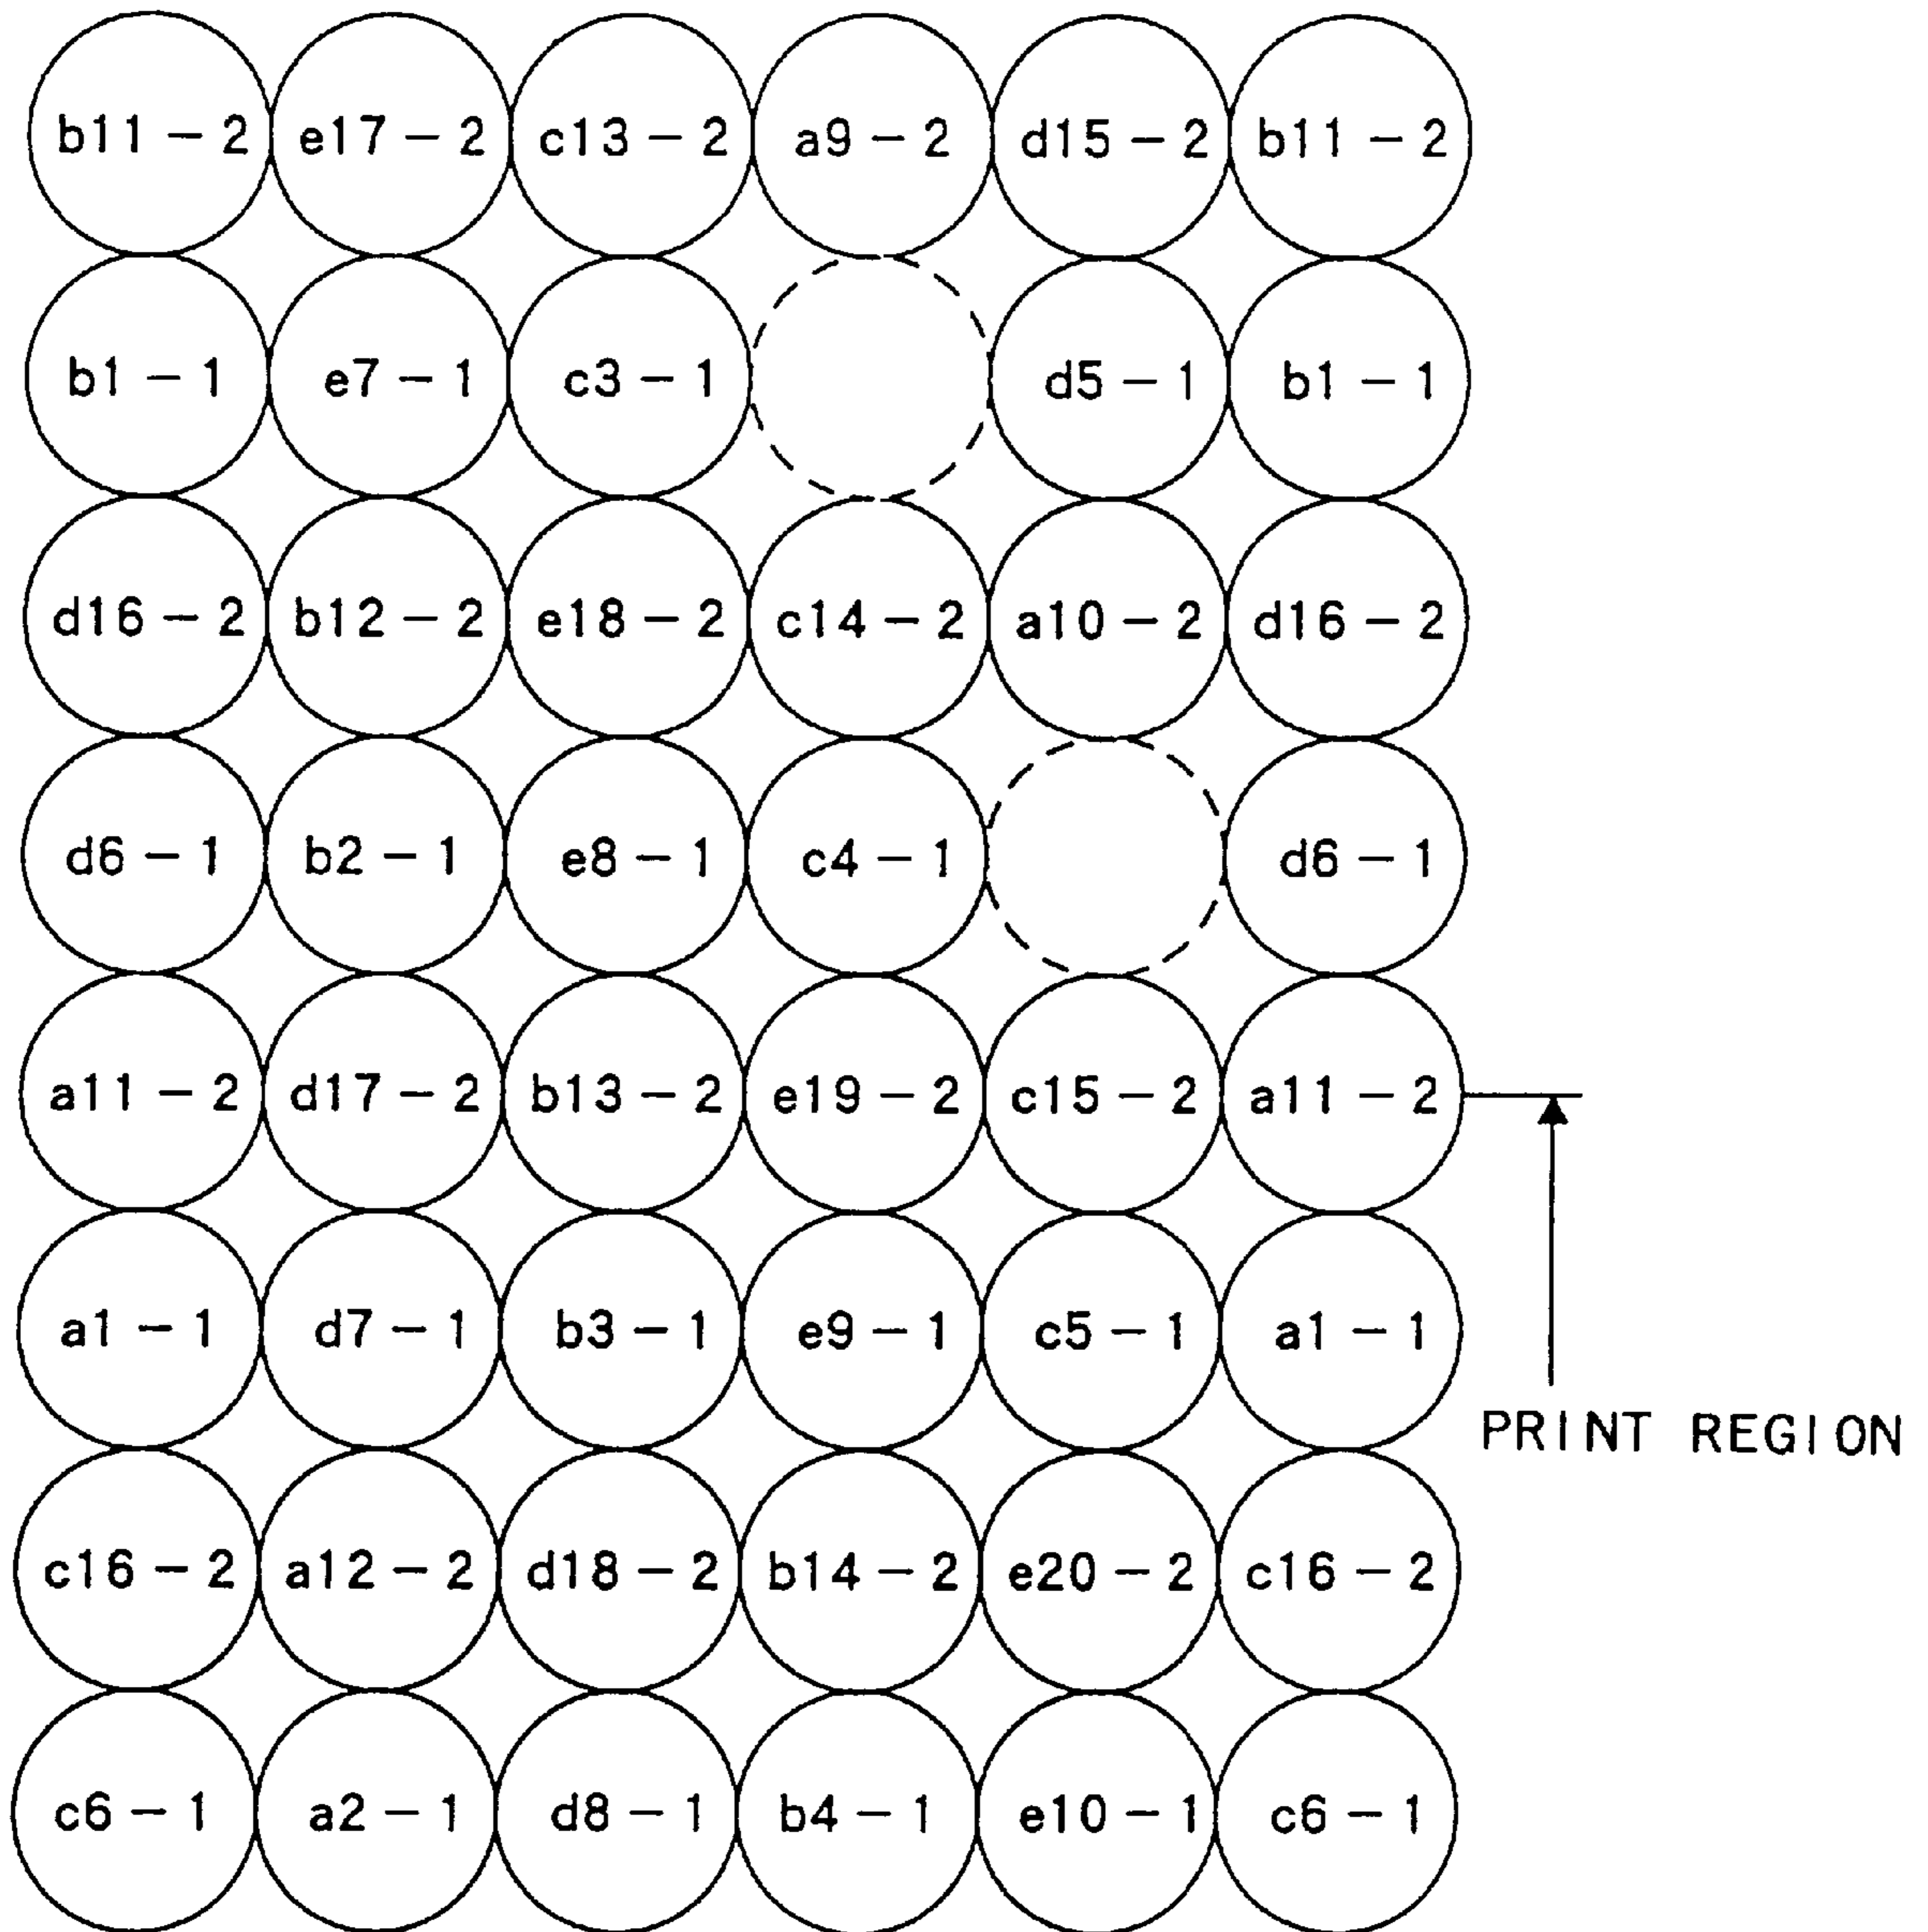 b11 — 2 e17 — 2 c13 — 2 a9 — 2 d15 — 2 b11 — 2
b1 — 1 e7 — 1 c3 — 1 d5 — 1 b1 — 1
d16 — 2 b12 — 2 e18 — 2 c14 — 2 a10 — 2 d16 — 2
d6 — 1 b2 — 1 e8 — 1 c4 — 1 d6 — 1
a11 — 2 d17 — 2 b13 — 2 e19 — 2 c15 — 2 a11 — 2
a1 — 1 d7 — 1 b3 — 1 e9 — 1 c5 — 1 a1 — 1
PRINT REGION
c16 — 2 a12 — 2 d18 — 2 b14 — 2 e20 — 2 c16 — 2
c6 — 1 a2 — 1 d8 — 1 b4 — 1 e10 — 1 c6 — 1